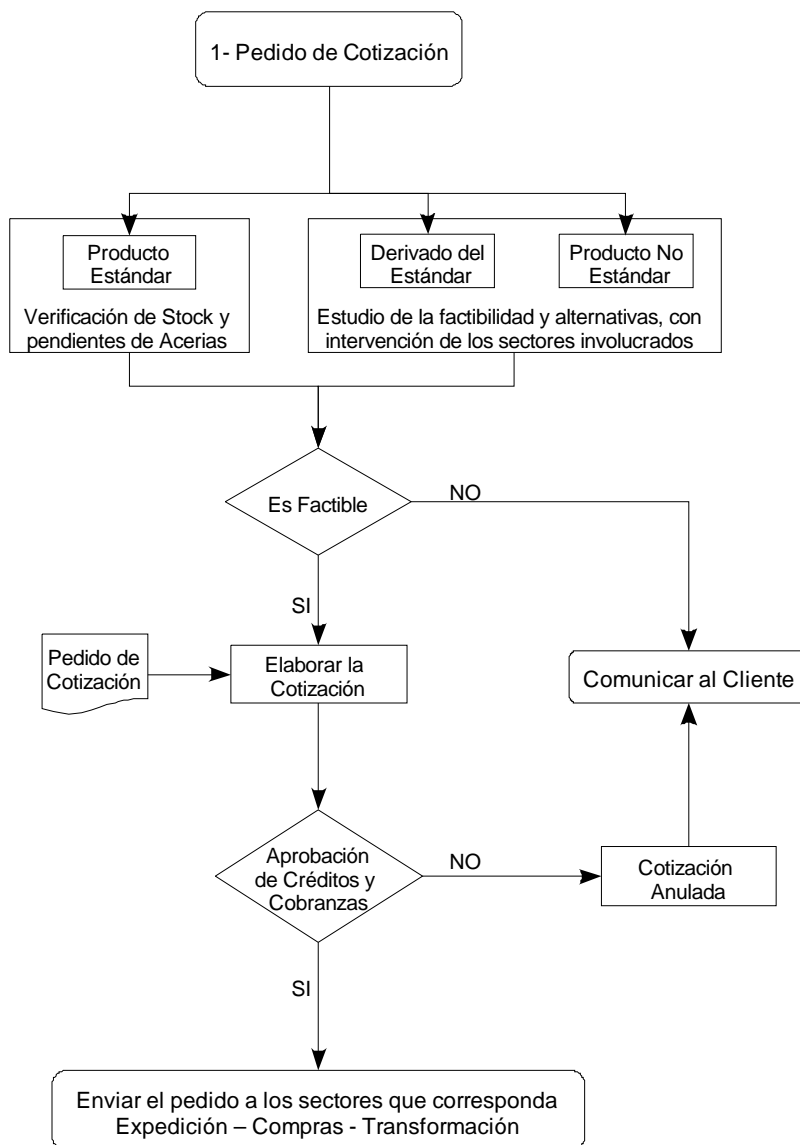 1- Pedido de Cotización
Producto
Estándar
Verificación de Stock y
pendientes de Acerias
Derivado del
Estándar
Producto No
Estándar
Estudio de la factibilidad y alternativas, con
intervención de los sectores involucrados
Es Factible
NO
SI
Pedido de
Cotización
Elaborar la
Cotización
Comunicar al Cliente
Aprobación
de Créditos y
Cobranzas
NO
Cotización
Anulada
SI
Enviar el pedido a los sectores que corresponda
Expedición – Compras - Transformación